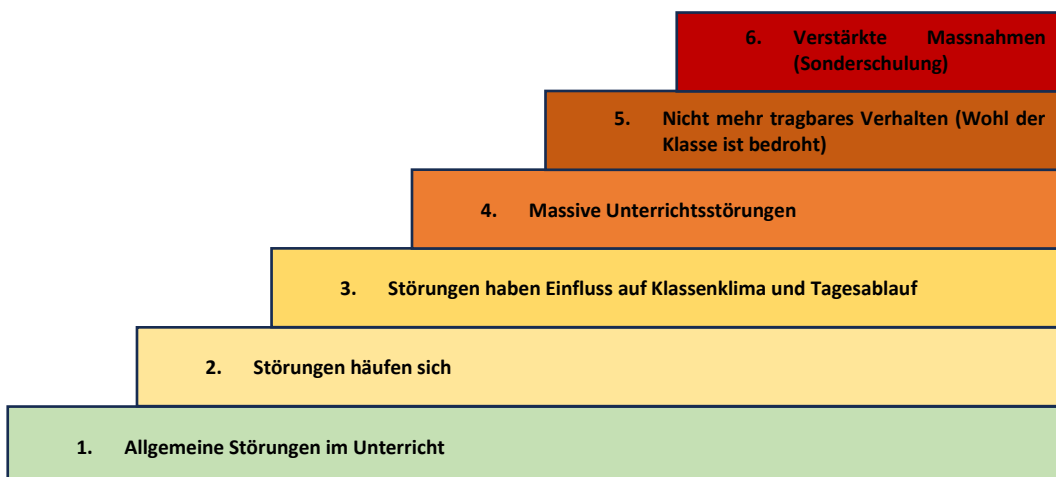 6. Verstärkte Massnahmen
(Sonderschulung)
5. Nicht mehr tragbares Verhalten (Wohl der
Klasse ist bedroht)
4. Massive Unterrichtsstörungen
3. Störungen haben Einfluss auf Klassenklima und Tagesablauf
2. Störungen häufen sich
1. Allgemeine Störungen im Unterricht